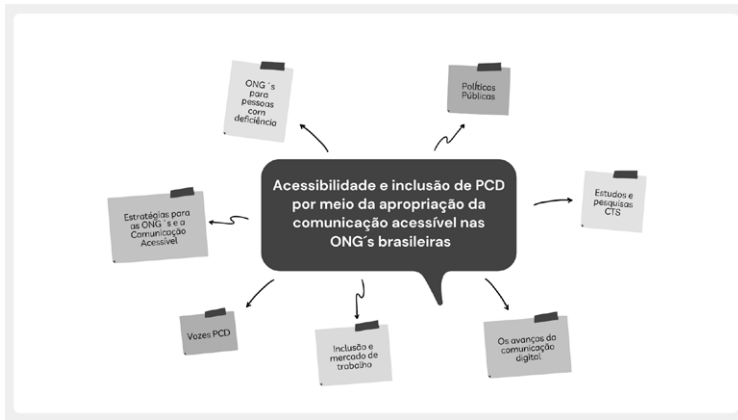 ONG´s
para
pessoas
com
deficiência
Políticas
Públicas
Acessibilidade e inclusão de PCD
por meio da apropriação da
comunicação acessível nas
ONG´s brasileiras
Estudos e
pesquisas
CTS
Estratégias para
as ONG´s e a
Comunicação
Acessível
Vozes PCD
Inclusão e
mercado de
trabalho
Os avanços da
comunicação
digital